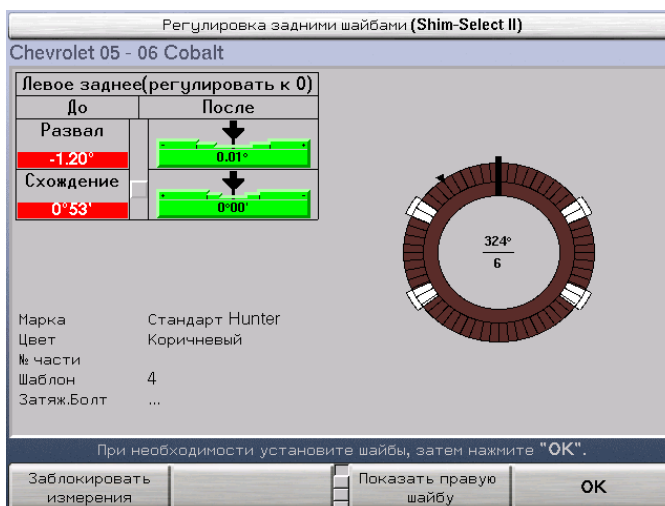 Регулировка задними шайбами (Shim-Select II)
Chevrolet 05 - 06 Cobalt
Левое заднее(регулировать к 0)
До После
Развал
-1.20° 0.01°
Схождение
0°53' 0°00'
324°
6
Марка Стандарт Hunter
Цвет Коричневый
№ части
Шаблон 4
Затяж.Болт ...
При необходимости установите шайбы, затем нажмите "OK".
Заблокировать измерения
Показать правую шайбу
OK